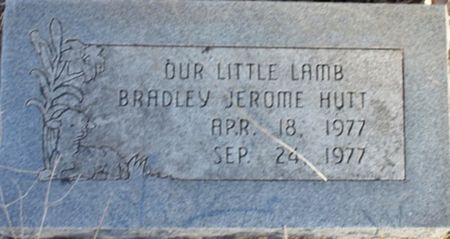 OUR LITTLE LAMB
BRADLEY JEROME HUTT
APR. 18, 1977
SEP. 24, 1977